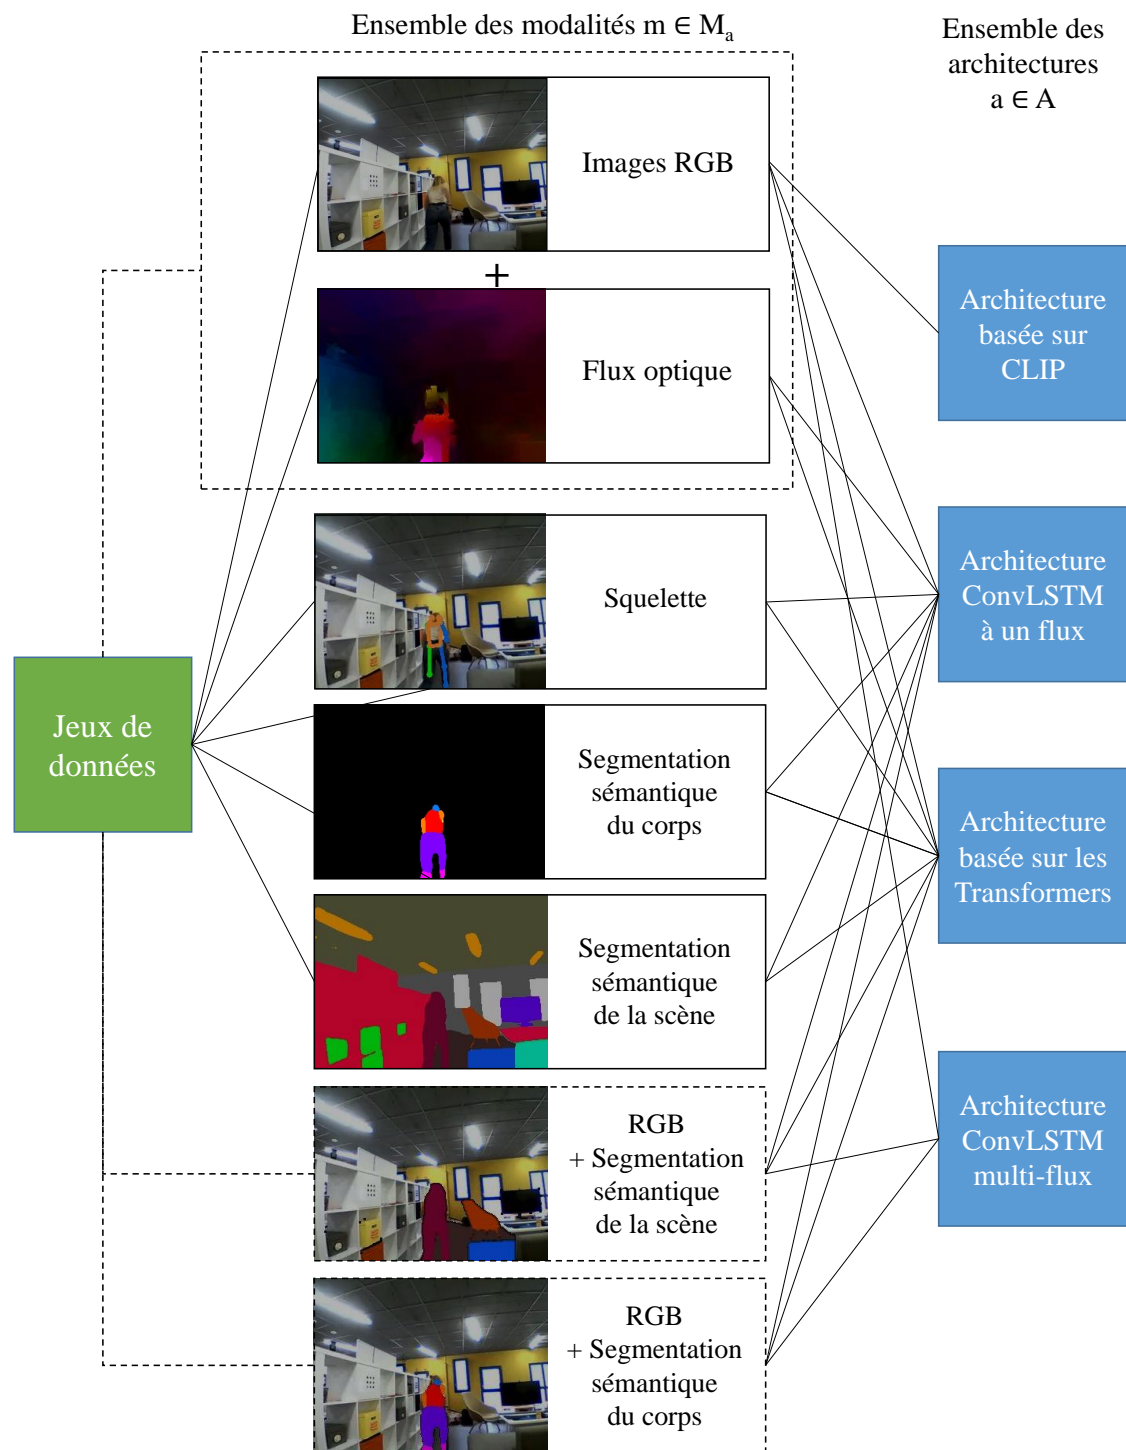 Ensemble des modalités m ∈ Mₐ
Ensemble des
architectures
a ∈ A
Images RGB
+
Flux optique
Squelette
Segmentation
sémantique
du corps
Segmentation
sémantique
de la scène
RGB
+ Segmentation
sémantique
de la scène
RGB
+ Segmentation
sémantique
du corps
Jeux de
données
Architecture
basée sur
CLIP
Architecture
ConvLSTM
à un flux
Architecture
basée sur les
Transformers
Architecture
ConvLSTM
multi-flux